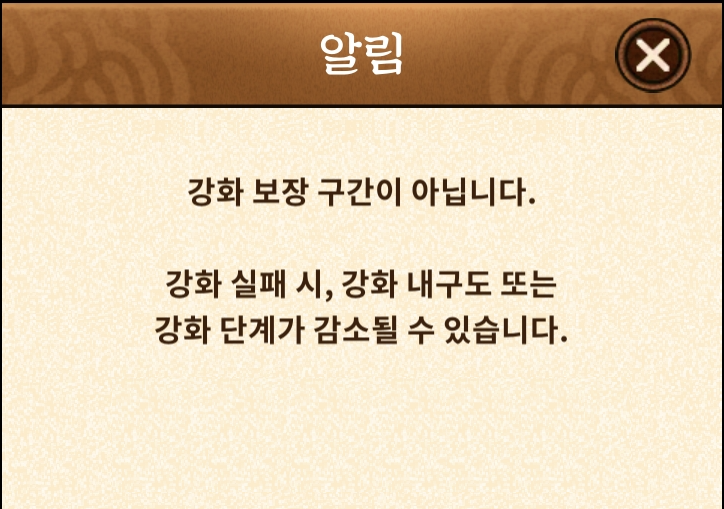 알림
강화 보장 구간이 아닙니다.
강화 실패 시, 강화 내구도 또는
강화 단계가 감소될 수 있습니다.